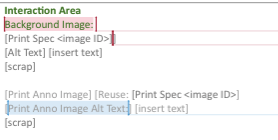 Interaction Area
Background Image:
[Print Spec <image ID>]
[Alt Text] [insert text]
[scrap]
[Print Anno Image] [Reuse: [Print Spec <image ID>]
[Print Anno Image Alt Text:] [insert text]
[scrap]